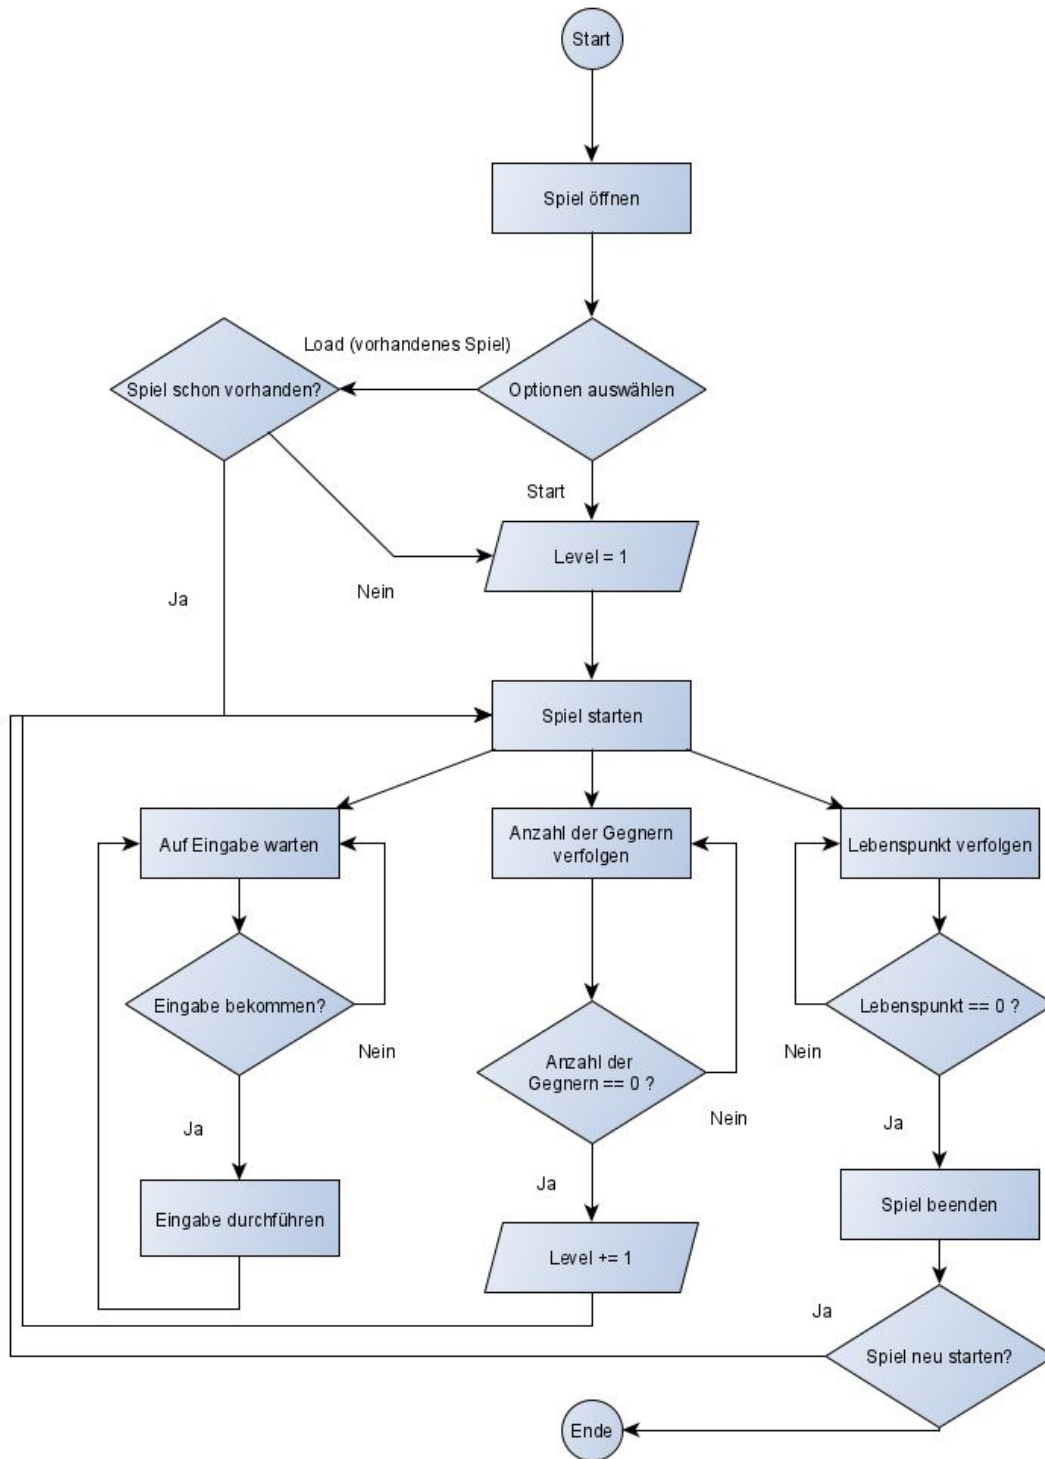 Start
Spiel öffnen
Load (vorhandenes Spiel)
Spiel schon vorhanden?
Optionen auswählen
Start
Level = 1
Nein
Ja
Spiel starten
Auf Eingabe warten
Anzahl der Gegnern
verfolgen
Lebenspunkt verfolgen
Eingabe bekommen?
Nein
Anzahl der
Gegnern == 0 ?
Nein
Lebenspunkt == 0 ?
Nein
Ja
Ja
Ja
Eingabe durchführen
Level += 1
Spiel beenden
Ja
Spiel neu starten?
Ende